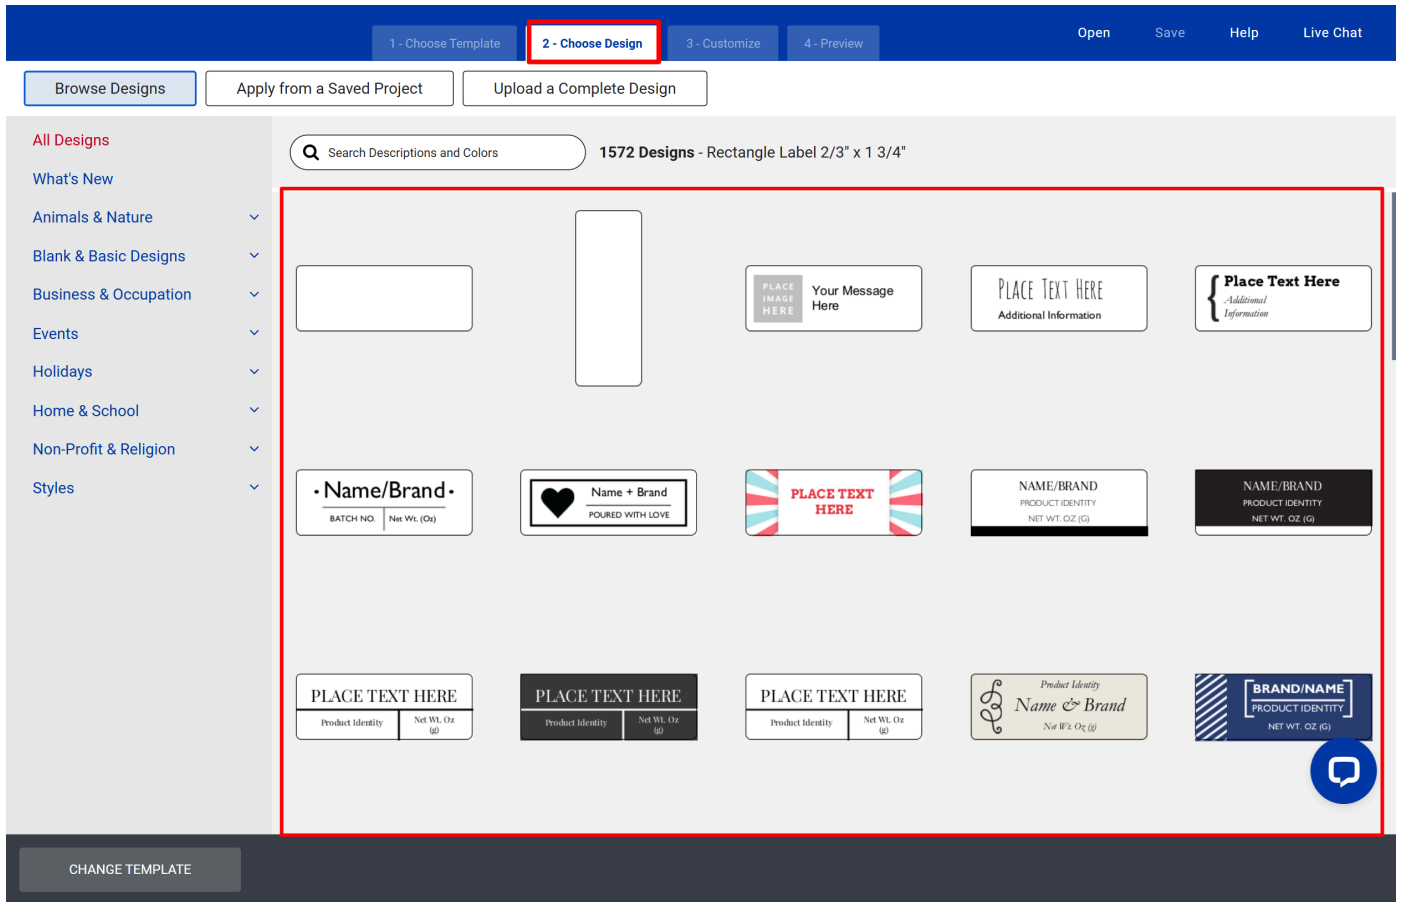 1 - Choose Template
2 - Choose Design
3 - Customize
4 - Preview
Open
Save
Help
Live Chat
Browse Designs
Apply from a Saved Project
Upload a Complete Design
All Designs
What's New
Animals & Nature
Blank & Basic Designs
Business & Occupation
Events
Holidays
Home & School
Non-Profit & Religion
Styles
Search Descriptions and Colors
1572 Designs - Rectangle Label 2/3" x 1 3/4"
PLACE
IMAGE
HERE
Your Message
Here
PLACE TEXT HERE
Additional Information
Place Text Here
Additional
Information
·Name/Brand·
BATCH NO.
Net Wt. (Oz)
Name + Brand
POURED WITH LOVE
PLACE TEXT
HERE
NAME/BRAND
PRODUCT IDENTITY
NET WT. OZ (G)
NAME/BRAND
PRODUCT IDENTITY
NET WT. OZ (G)
PLACE TEXT HERE
Product Identity
Net Wt. Oz
(g)
PLACE TEXT HERE
Product Identity
Net Wt. Oz
(g)
PLACE TEXT HERE
Product Identity
Net Wt. Oz
(g)
Product Identity
Name & Brand
Net Wt. Oz (g)
BRAND/NAME
PRODUCT IDENTITY
NET WT. OZ (G)
CHANGE TEMPLATE